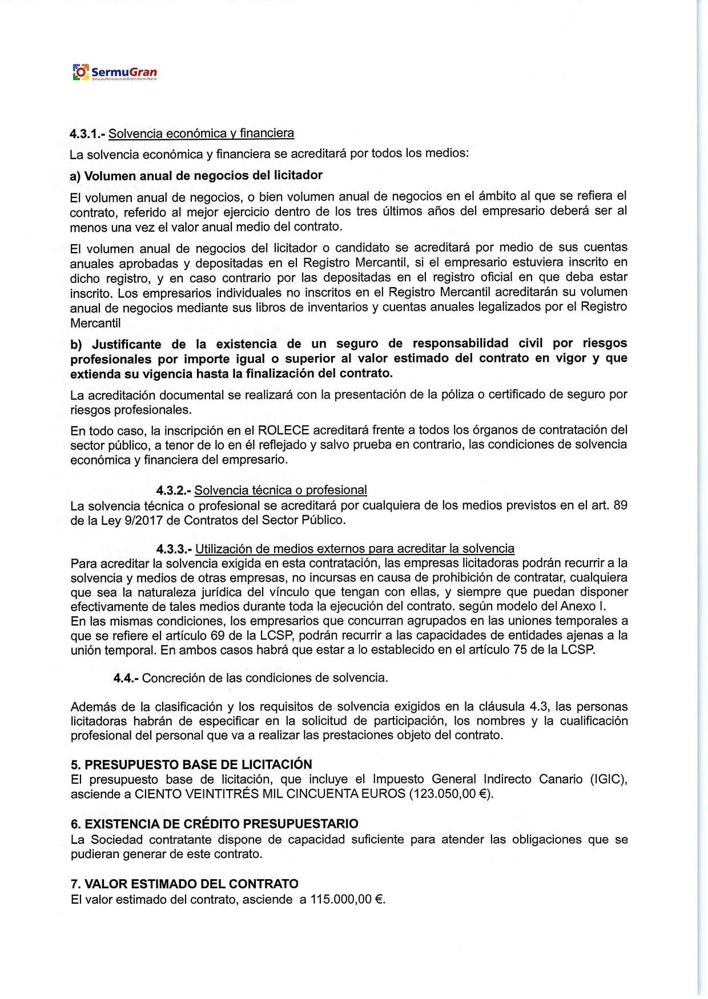 SermuGran
Servicios Municipales de Granadilla de Abona
4.3.1.- Solvencia económica y financiera
La solvencia económica y financiera se acreditará por todos los medios:
a) Volumen anual de negocios del licitador
El volumen anual de negocios, o bien volumen anual de negocios en el ámbito al que se refiera el
contrato, referido al mejor ejercicio dentro de los tres últimos años del empresario deberá ser al
menos una vez el valor anual medio del contrato.
El volumen anual de negocios del licitador o candidato se acreditará por medio de sus cuentas
anuales aprobadas y depositadas en el Registro Mercantil, si el empresario estuviera inscrito en
dicho registro, y en caso contrario por las depositadas en el registro oficial en que deba estar
inscrito. Los empresarios individuales no inscritos en el Registro Mercantil acreditarán su volumen
anual de negocios mediante sus libros de inventarios y cuentas anuales legalizados por el Registro
Mercantil
b) Justificante de la existencia de un seguro de responsabilidad civil por riesgos
profesionales por importe igual o superior al valor estimado del contrato en vigor y que
extienda su vigencia hasta la finalización del contrato.
La acreditación documental se realizará con la presentación de la póliza o certificado de seguro por
riesgos profesionales.
En todo caso, la inscripción en el ROLECE acreditará frente a todos los órganos de contratación del
sector público, a tenor de lo en él reflejado y salvo prueba en contrario, las condiciones de solvencia
económica y financiera del empresario.
4.3.2.- Solvencia técnica o profesional
La solvencia técnica o profesional se acreditará por cualquiera de los medios previstos en el art. 89
de la Ley 9/2017 de Contratos del Sector Público.
4.3.3.- Utilización de medios externos para acreditar la solvencia
Para acreditar la solvencia exigida en esta contratación, las empresas licitadoras podrán recurrir a la
solvencia y medios de otras empresas, no incursas en causa de prohibición de contratar, cualquiera
que sea la naturaleza jurídica del vínculo que tengan con ellas, y siempre que puedan disponer
efectivamente de tales medios durante toda la ejecución del contrato. según modelo del Anexo I.
En las mismas condiciones, los empresarios que concurran agrupados en las uniones temporales a
que se refiere el artículo 69 de la LCSP, podrán recurrir a las capacidades de entidades ajenas a la
unión temporal. En ambos casos habrá que estar a lo establecido en el artículo 75 de la LCSP.
4.4.- Concreción de las condiciones de solvencia.
Además de la clasificación y los requisitos de solvencia exigidos en la cláusula 4.3, las personas
licitadoras habrán de especificar en la solicitud de participación, los nombres y la cualificación
profesional del personal que va a realizar las prestaciones objeto del contrato.
5. PRESUPUESTO BASE DE LICITACIÓN
El presupuesto base de licitación, que incluye el Impuesto General Indirecto Canario (IGIC),
asciende a CIENTO VEINTITRÉS MIL CINCUENTA EUROS (123.050,00 €).
6. EXISTENCIA DE CRÉDITO PRESUPUESTARIO
La Sociedad contratante dispone de capacidad suficiente para atender las obligaciones que se
pudieran generar de este contrato.
7. VALOR ESTIMADO DEL CONTRATO
El valor estimado del contrato, asciende a 115.000,00 €.